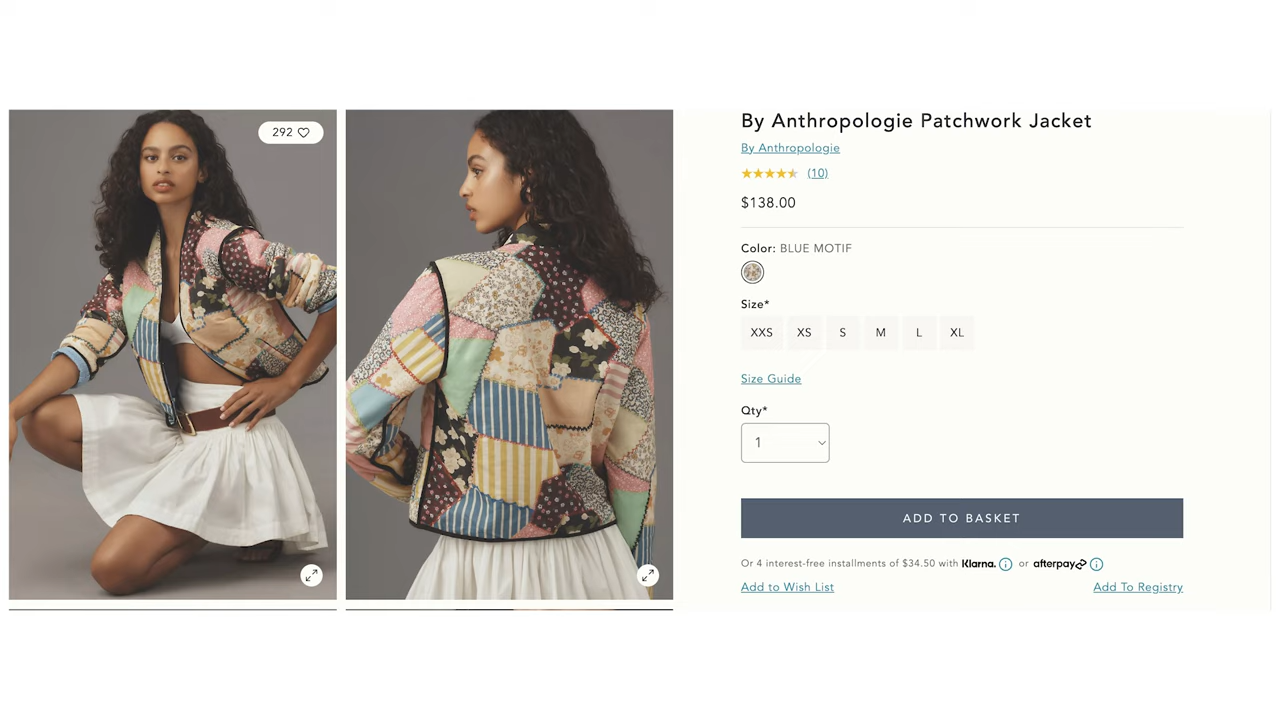 292
By Anthropologie Patchwork Jacket
By Anthropologie
(10)
$138.00
Color: BLUE MOTIF
Size*
XXS XS S M L XL
Size Guide
Qty*
1
ADD TO BASKET
Or 4 interest-free installments of $34.50 with Klarna. i or afterpay i
Add to Wish List Add To Registry